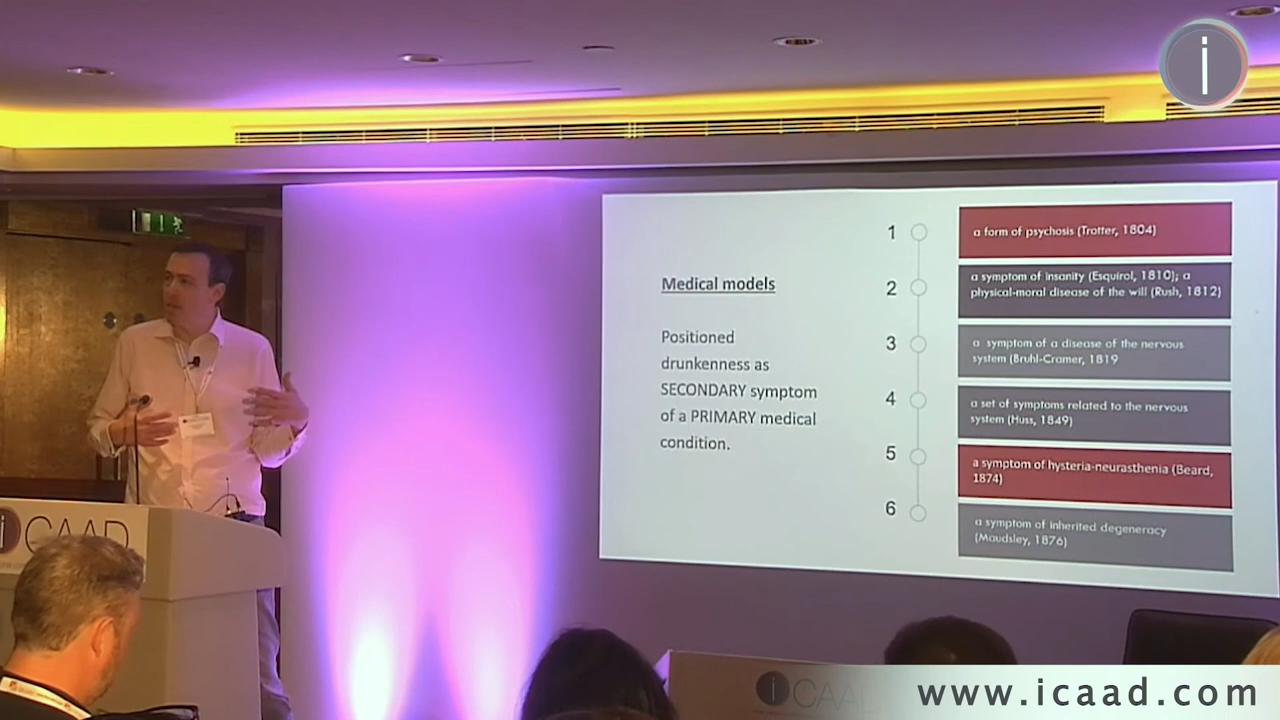 i
Medical models
Positioned
drunkenness as
SECONDARY symptom
of a PRIMARY medical
condition.
1
a form of psychosis (Trotter, 1804)
2
a symptom of insanity (Esquirol, 1810); a
physical-moral disease of the will (Rush, 1812)
3
a symptom of a disease of the nervous
system (Bruhl-Cramer, 1819
4
a set of symptoms related to the nervous
system (Huss, 1849)
5
a symptom of hysteria-neurasthenia (Beard,
1874)
6
a symptom of inherited degeneracy
(Maudsley, 1876)
iCAAD
iCAAD
www.icaad.com